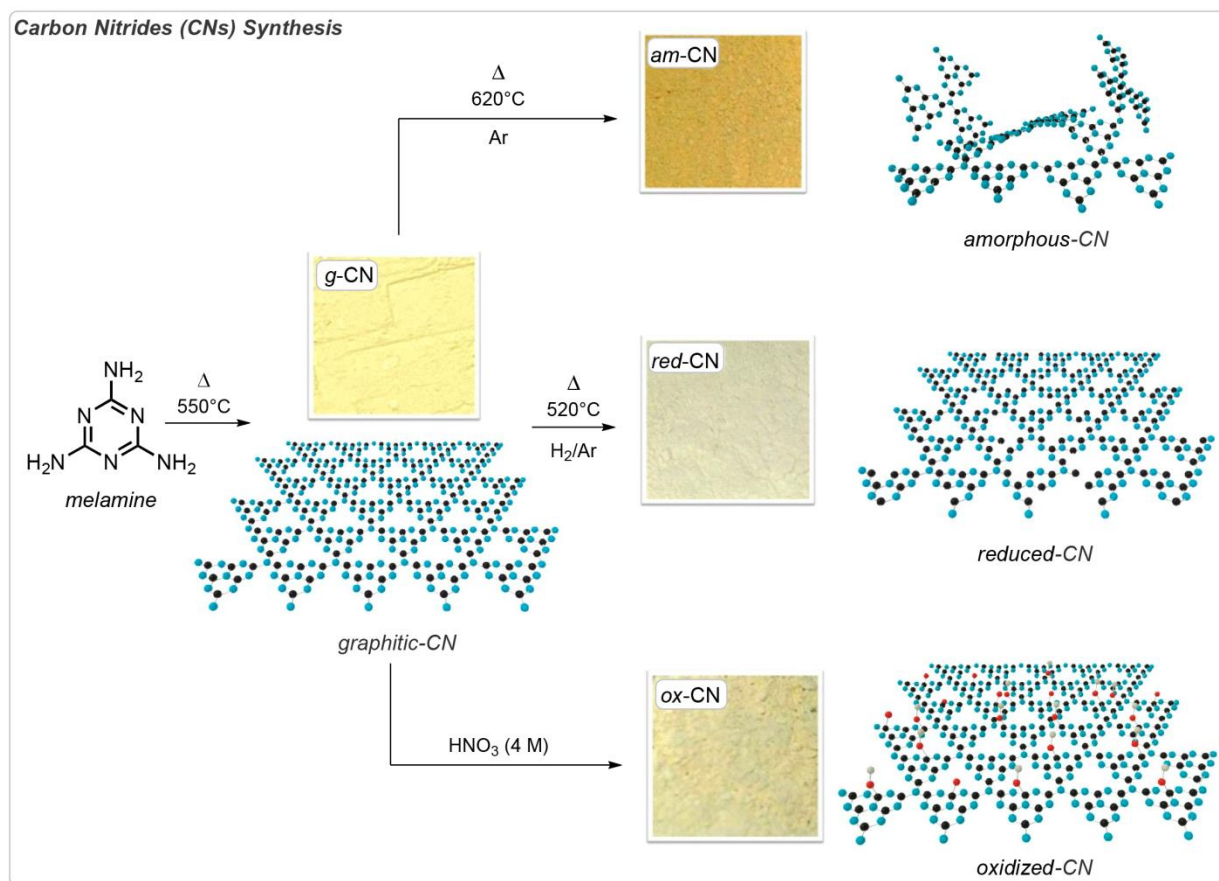 Carbon Nitrides (CNs) Synthesis
am-CN
Δ
620°C
Ar
amorphous-CN
g-CN
NH₂
N
N
N
H₂N
NH₂
melamine
Δ
550°C
graphitic-CN
Δ
520°C
H₂/Ar
red-CN
reduced-CN
HNO₃ (4 M)
ox-CN
oxidized-CN